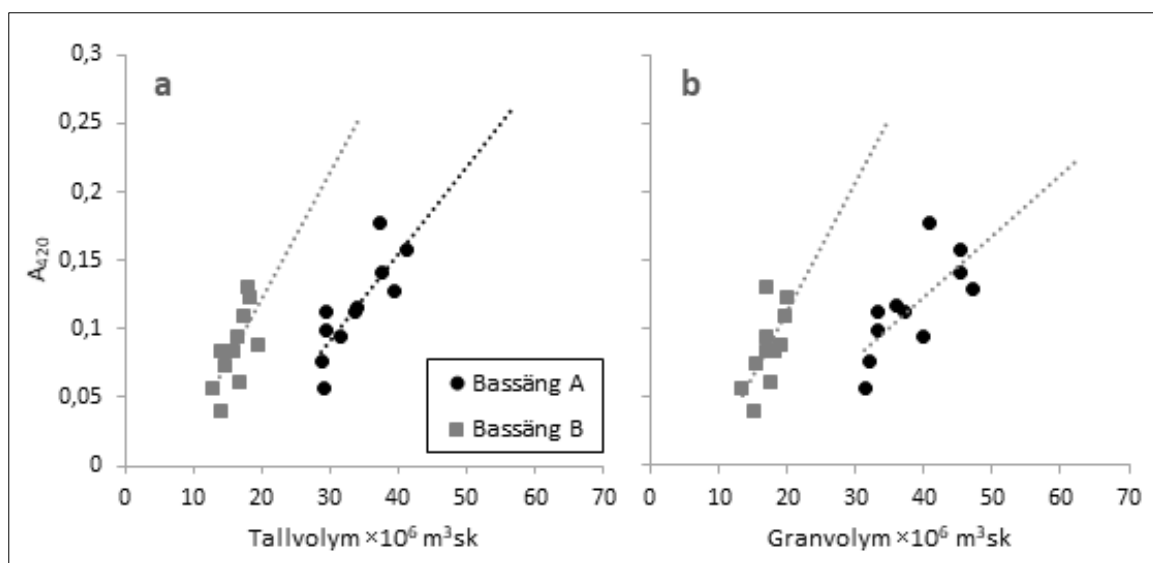 a
b
A420
0,3
0,25
0,2
0,15
0,1
0,05
0
0 10 20 30 40 50 60 70
0 10 20 30 40 50 60 70
Bassäng A
Bassäng B
Tallvolym ×10⁶ m³sk
Granvolym ×10⁶ m³sk